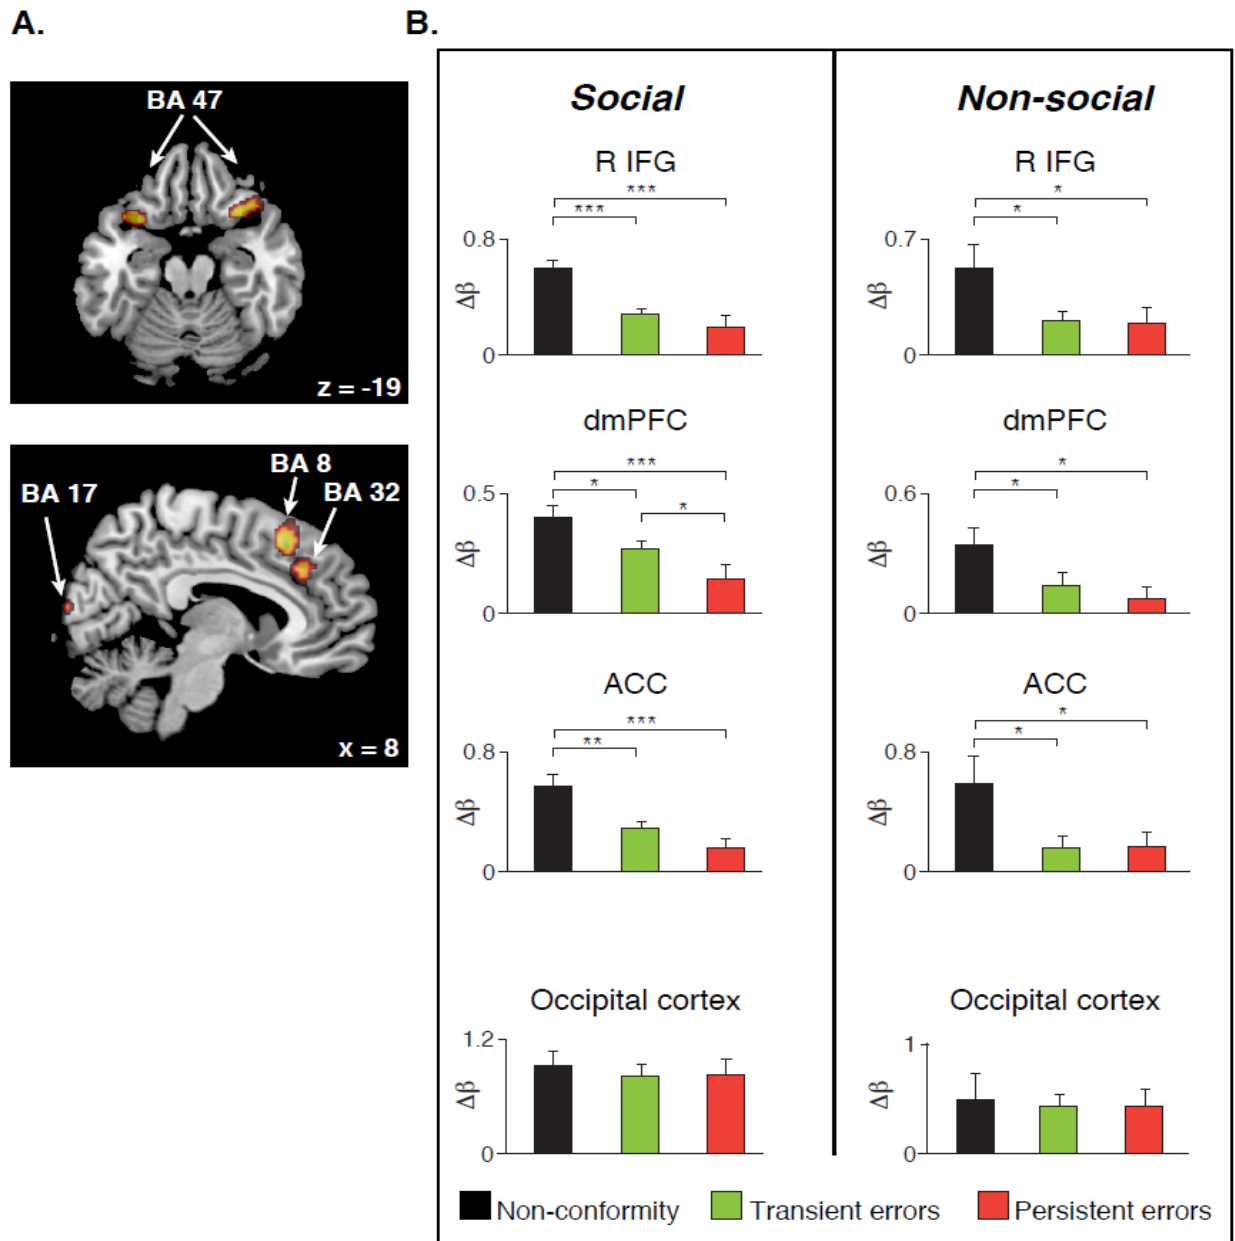 A.
BA 47
z = -19
BA 17
BA 8
BA 32
x = 8
B.
Social
R IFG
***
***
0.8
Δβ
0
dmPFC
***
*
*
0.5
Δβ
0
ACC
***
**
0.8
Δβ
0
Occipital cortex
1.2
Δβ
0
Non-social
R IFG
*
*
0.7
Δβ
0
dmPFC
*
*
0.6
Δβ
0
ACC
*
*
0.8
Δβ
0
Occipital cortex
1
Δβ
0
Non-conformity
Transient errors
Persistent errors